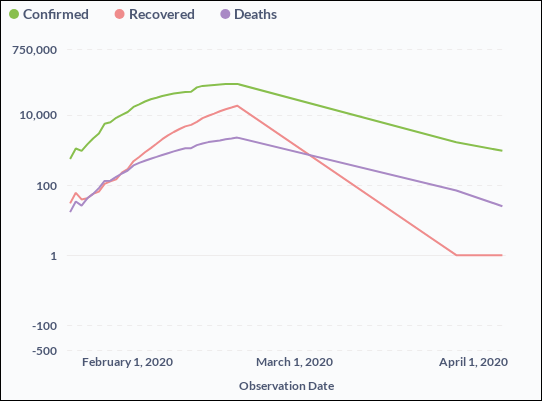 Confirmed Recovered Deaths
750,000
10,000
100
1
-100
-500
February 1, 2020 March 1, 2020 April 1, 2020
Observation Date